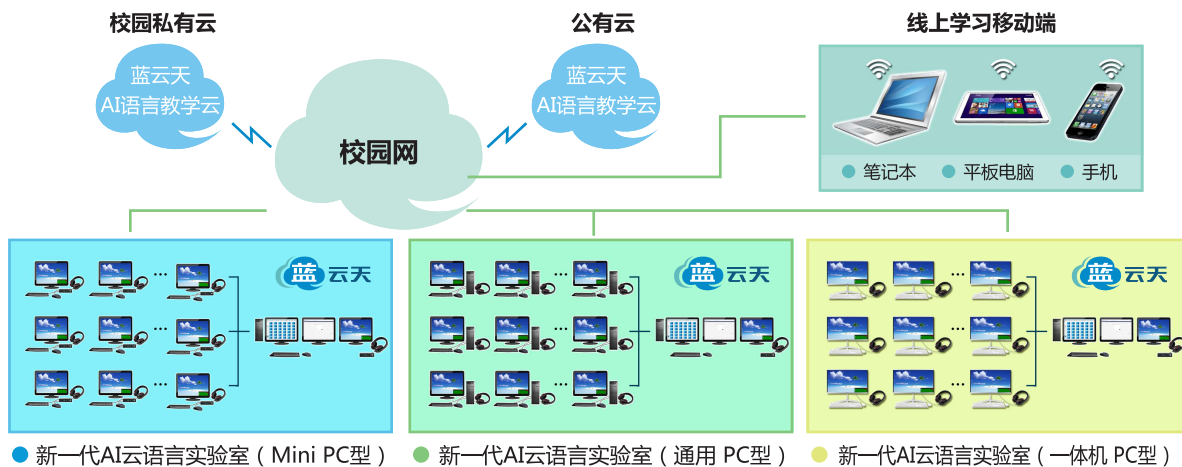 校园私有云
公有云
线上学习移动端
蓝云天
AI语言教学云
蓝云天
AI语言教学云
校园网
笔记本
平板电脑
手机
蓝云天
蓝云天
蓝云天
...
...
...
...
...
...
...
...
...
新一代AI云语言实验室（Mini PC型）
新一代AI云语言实验室（通用 PC型）
新一代AI云语言实验室（一体机 PC型）